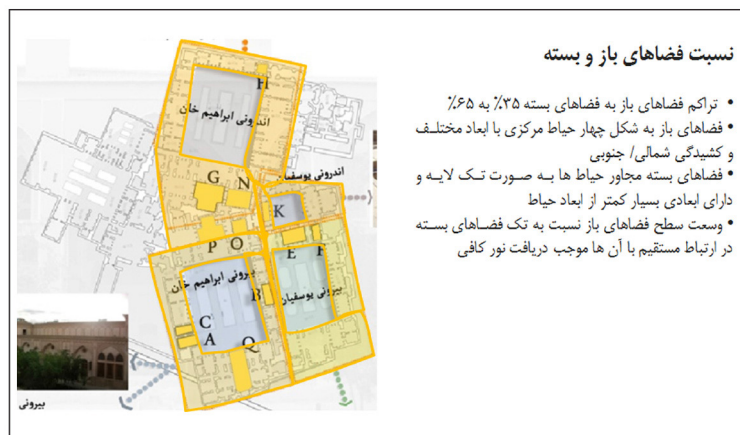 نسبت فضاهای باز و بسته
• تراکم فضاهای باز به فضاهای بسته ۳۵٪ به ۶۵٪
• فضاهای باز به شکل چهار حیاط مرکزی با ابعاد مختلف
و کشیدگی شمالی/ جنوبی
• فضاهای بسته مجاور حیاط ها به صورت تک لایه و
دارای ابعادی بسیار کمتر از ابعاد حیاط
• وسعت سطح فضاهای باز نسبت به تک فضاهای بسته
در ارتباط مستقیم با آن ها موجب دریافت نور کافی
H
اندرونی ابراهیم خان
اندرونی یوسفیان
G N
K
P O
E F
بیرونی ابراهیم خان
بیرونی یوسفیان
B
C
A Q
بیرونی